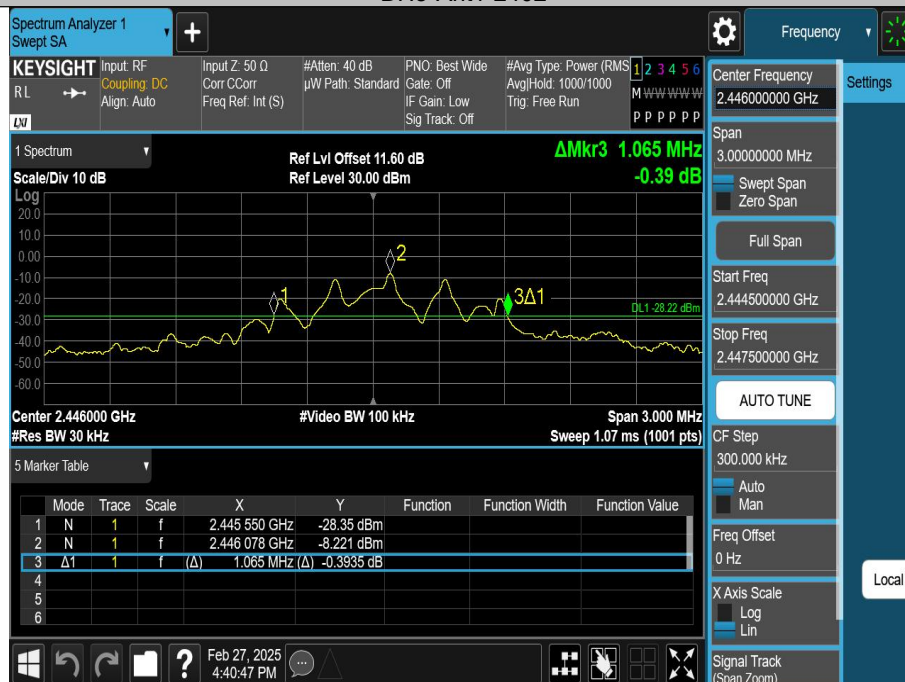 Spectrum Analyzer 1
Swept SA
+
Frequency
KEYSIGHT
RL
LXI
Input: RF
Coupling: DC
Align: Auto
Input Z: 50 Ω
Corr CCorr
Freq Ref: Int (S)
#Atten: 40 dB
µW Path: Standard
PNO: Best Wide
Gate: Off
IF Gain: Low
Sig Track: Off
#Avg Type: Power (RMS
Avg|Hold: 1000/1000
Trig: Free Run
1 2 3 4 5 6
M W W W W W
P P P P P P
1 Spectrum
Scale/Div 10 dB
Ref Lvl Offset 11.60 dB
Ref Level 30.00 dBm
ΔMkr3 1.065 MHz
-0.39 dB
Log
20.0
10.0
0.00
-10.0
-20.0
-30.0
-40.0
-50.0
-60.0
1
2
3Δ1
DL1 -28.22 dBm
Center 2.446000 GHz
#Video BW 100 kHz
Span 3.000 MHz
#Res BW 30 kHz
Sweep 1.07 ms (1001 pts)
5 Marker Table
Mode Trace Scale X Y Function Function Width Function Value
1 N 1 f 2.445 550 GHz -28.35 dBm
2 N 1 f 2.446 078 GHz -8.221 dBm
3 Δ1 1 f (Δ) 1.065 MHz (Δ) -0.3935 dB
4
5
6
?
Feb 27, 2025
4:40:47 PM
Center Frequency
2.446000000 GHz
Span
3.00000000 MHz
Swept Span
Zero Span
Full Span
Start Freq
2.444500000 GHz
Stop Freq
2.447500000 GHz
AUTO TUNE
CF Step
300.000 kHz
Auto
Man
Freq Offset
0 Hz
X Axis Scale
Log
Lin
Signal Track
(Span Zoom)
Settings
Local